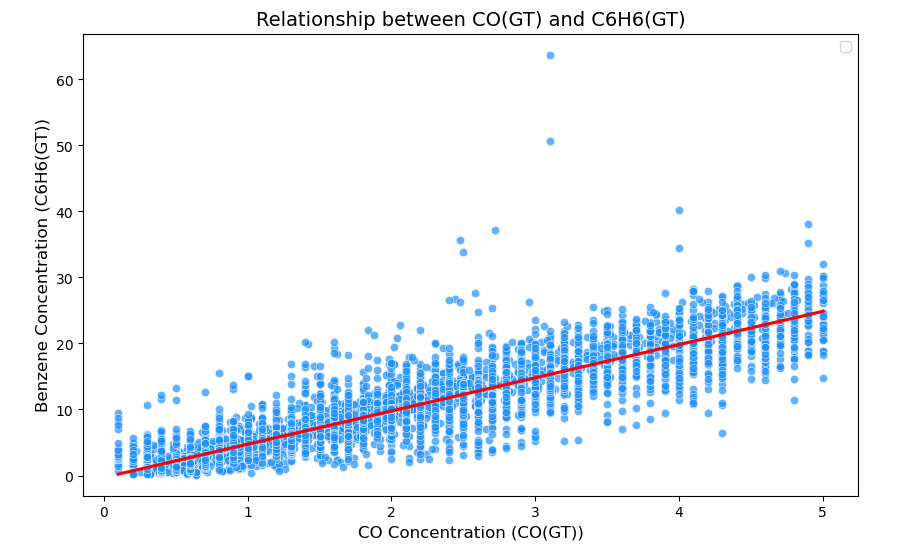 Relationship between CO(GT) and C6H6(GT)
Benzene Concentration (C6H6(GT))
60
50
40
30
20
10
0
0 1 2 3 4 5
CO Concentration (CO(GT))